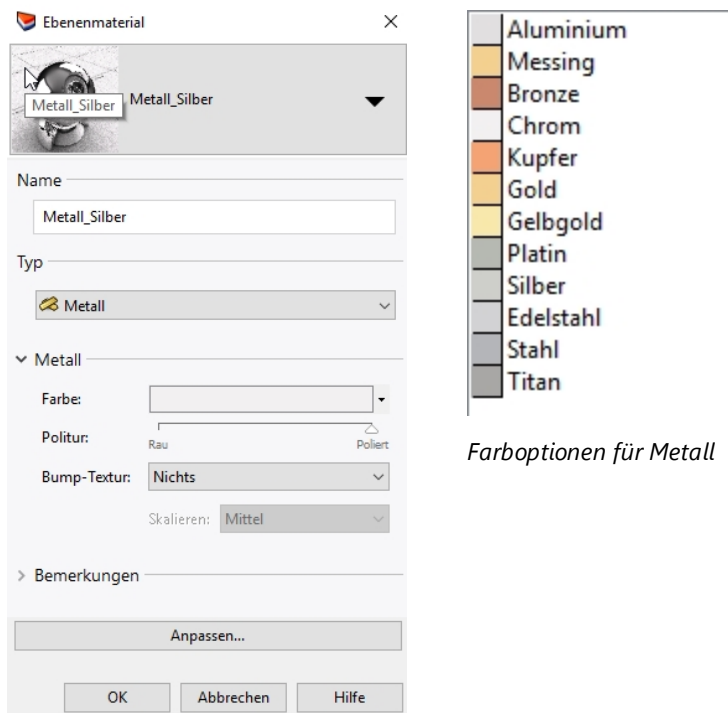 Ebenenmaterial
Metall_Silber
Metall_Silber
Name
Metall_Silber
Typ
Metall
Metall
Farbe:
Politur:
Rau
Poliert
Bump-Textur:
Nichts
Skalieren:
Mittel
Bemerkungen
Anpassen...
OK
Abbrechen
Hilfe
Aluminium
Messing
Bronze
Chrom
Kupfer
Gold
Gelbgold
Platin
Silber
Edelstahl
Stahl
Titan
Farboptionen für Metall